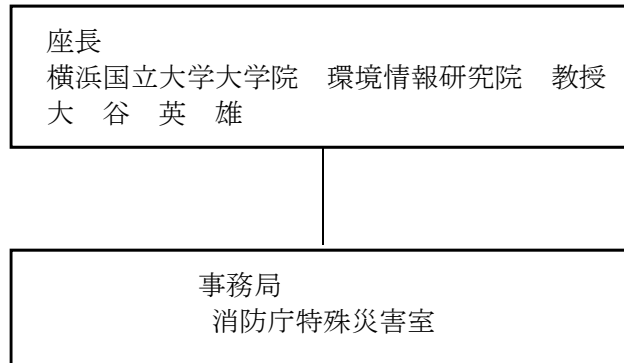 座長
横浜国立大学大学院　環境情報研究院　教授
大　谷　英　雄
事務局
消防庁特殊災害室